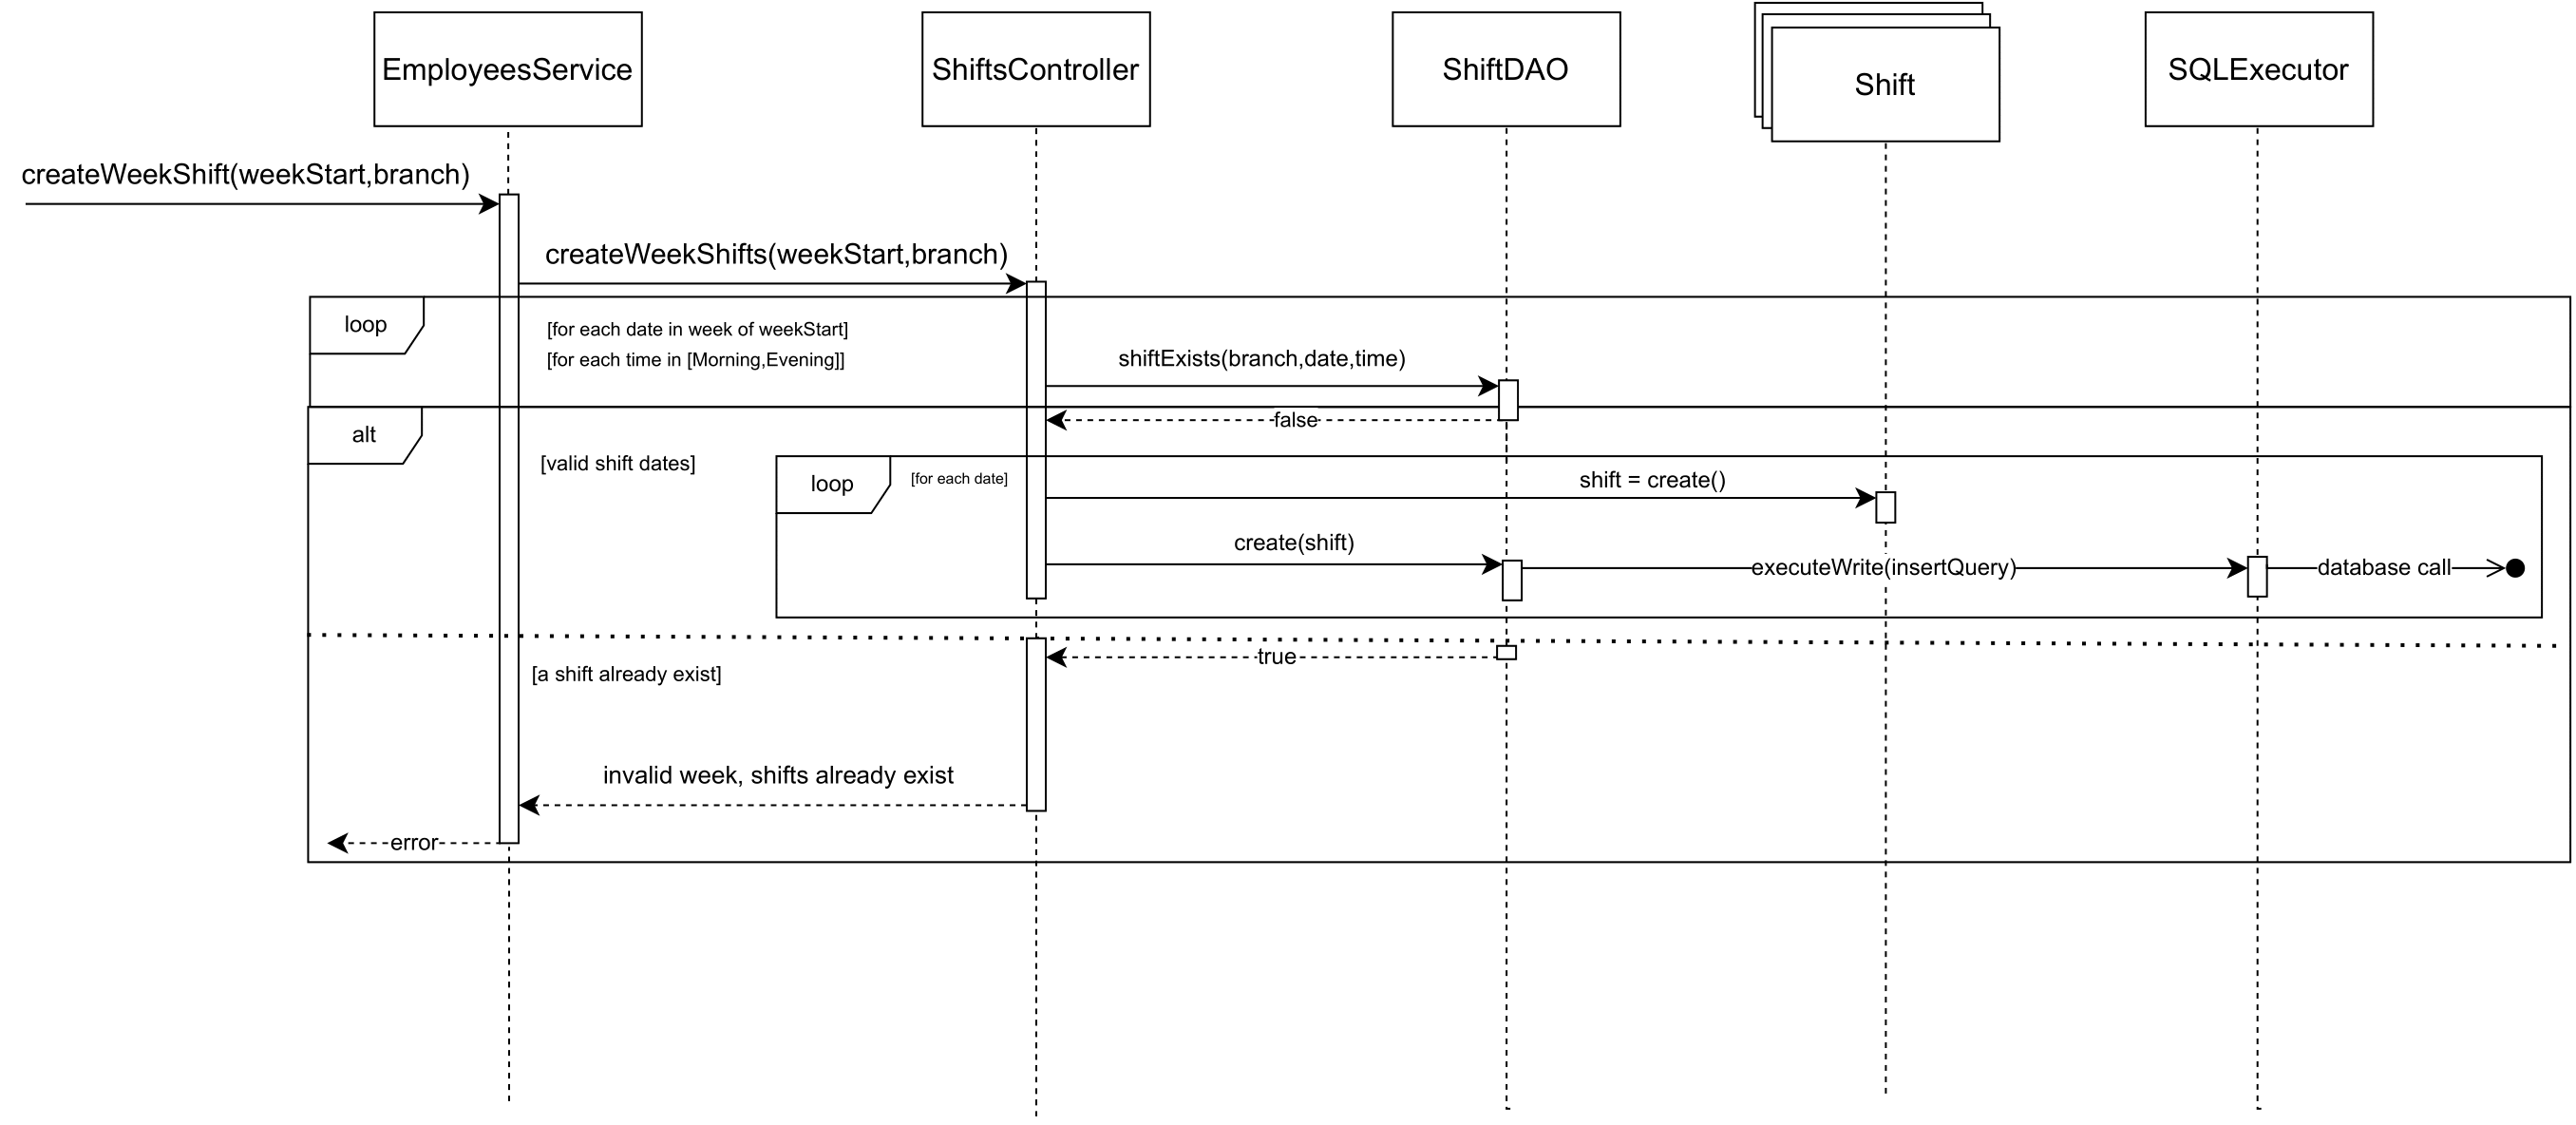 EmployeesService
ShiftsController
ShiftDAO
Shift
SQLExecutor
createWeekShift(weekStart,branch)
createWeekShifts(weekStart,branch)
loop
[for each date in week of weekStart]
[for each time in [Morning,Evening]]
shiftExists(branch,date,time)
false
alt
[valid shift dates]
loop
[for each date]
shift = create()
create(shift)
executeWrite(insertQuery)
database call
true
[a shift already exist]
invalid week, shifts already exist
error